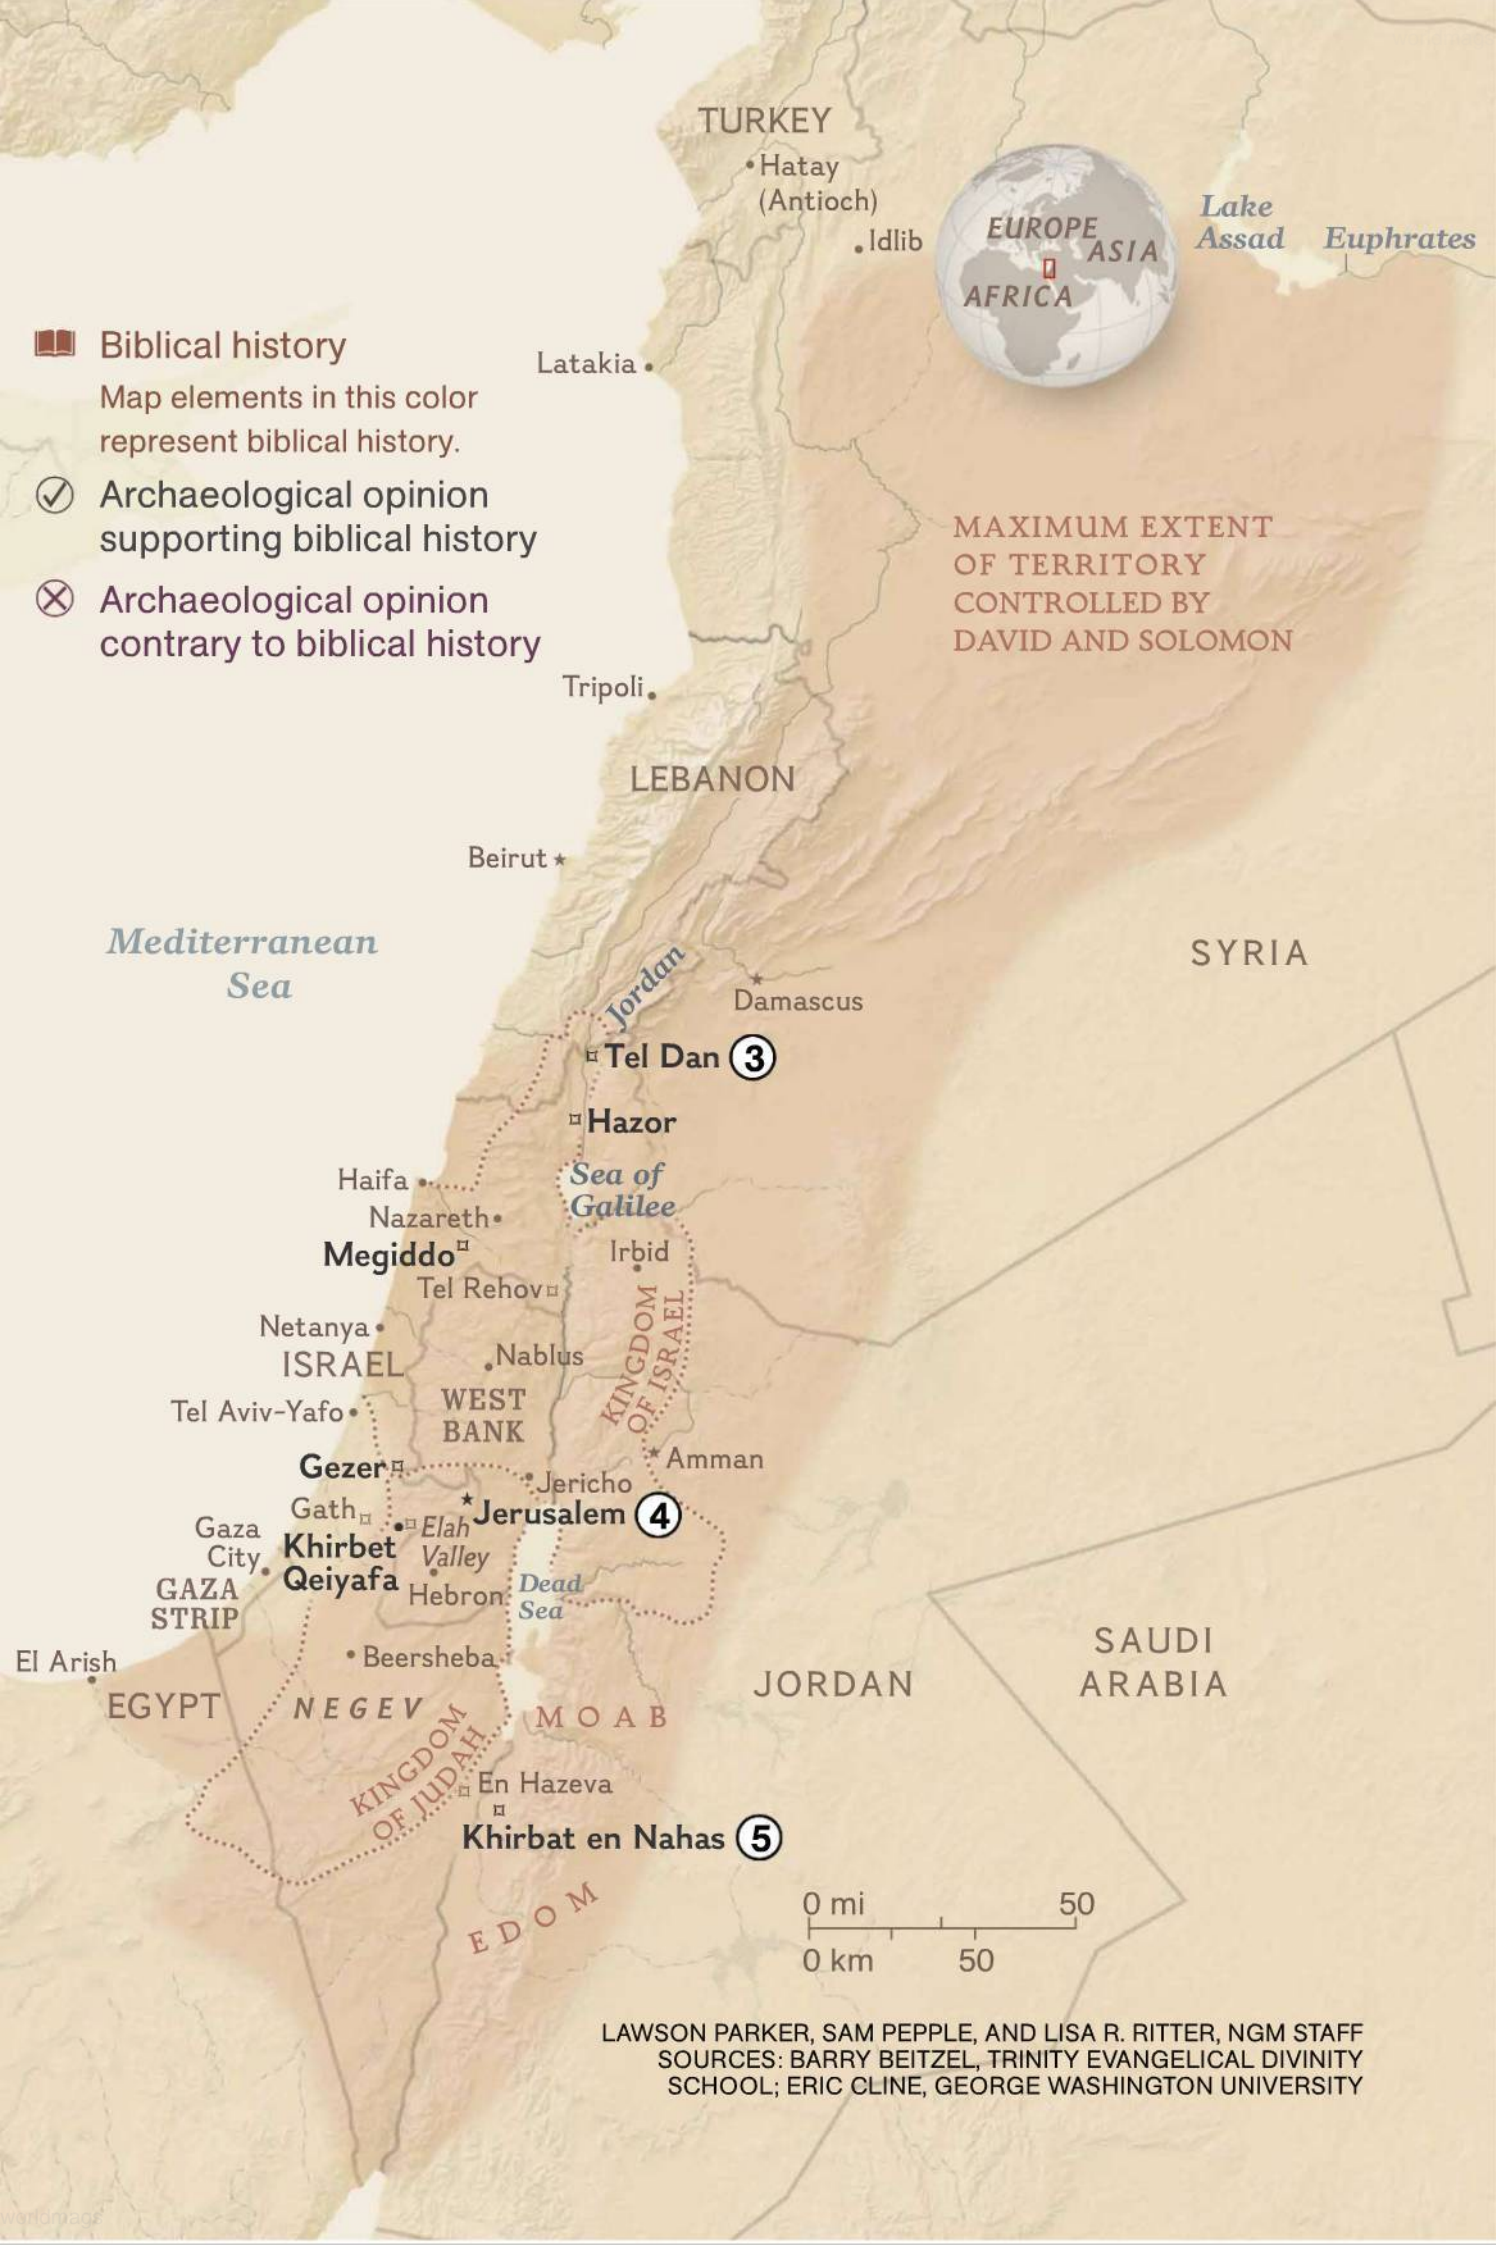 TURKEY
Hatay
(Antioch)
Idlib
EUROPE
ASIA
AFRICA
Lake
Assad
Euphrates
Biblical history
Map elements in this color
represent biblical history.
Archaeological opinion
supporting biblical history
Archaeological opinion
contrary to biblical history
Latakia
MAXIMUM EXTENT
OF TERRITORY
CONTROLLED BY
DAVID AND SOLOMON
Tripoli
LEBANON
Beirut
Mediterranean
Sea
SYRIA
Jordan
Damascus
Tel Dan 3
Hazor
Haifa
Sea of
Galilee
Nazareth
Megiddo
Irbid
Tel Rehov
KINGDOM
OF ISRAEL
Netanya
ISRAEL
Nablus
Tel Aviv-Yafo
WEST
BANK
Gezer
Amman
Jericho
Gath
Jerusalem 4
Elah
Valley
Gaza
City
Khirbet
Qeiyafa
GAZA
STRIP
Hebron
Dead
Sea
El Arish
Beersheba
EGYPT
NEGEV
MOAB
JORDAN
SAUDI
ARABIA
KINGDOM
OF JUDAH
En Hazeva
Khirbat en Nahas 5
EDOM
0 mi 50
0 km 50
LAWSON PARKER, SAM PEPPLE, AND LISA R. RITTER, NGM STAFF
SOURCES: BARRY BEITZEL, TRINITY EVANGELICAL DIVINITY
SCHOOL; ERIC CLINE, GEORGE WASHINGTON UNIVERSITY